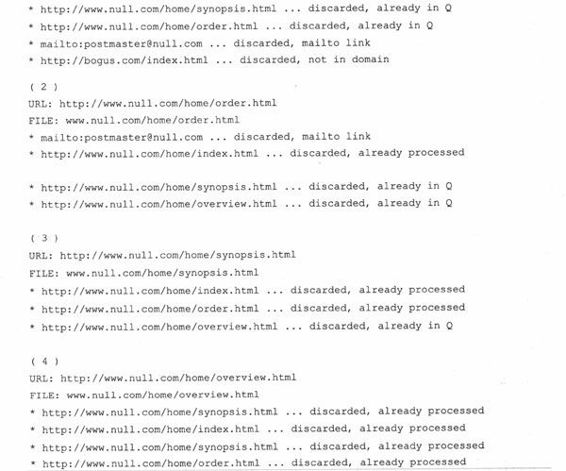 * http://www.null.com/home/synopsis.html ... discarded, already in Q
* http://www.null.com/home/order.html ... discarded, already in Q
* mailto:postmaster@null.com ... discarded, mailto link
* http://bogus.com/index.html ... discarded, not in domain
( 2 )
URL: http://www.null.com/home/order.html
FILE: www.null.com/home/order.html
* mailto:postmaster@null.com ... discarded, mailto link
* http://www.null.com/home/index.html ... discarded, already processed
* http://www.null.com/home/synopsis.html ... discarded, already in Q
* http://www.null.com/home/overview.html ... discarded, already in Q
( 3 )
URL: http://www.null.com/home/synopsis.html
FILE: www.null.com/home/synopsis.html
* http://www.null.com/home/index.html ... discarded, already processed
* http://www.null.com/home/order.html ... discarded, already processed
* http://www.null.com/home/overview.html ... discarded, already in Q
( 4 )
URL: http://www.null.com/home/overview.html
FILE: www.null.com/home/overview.html
* http://www.null.com/home/synopsis.html ... discarded, already processed
* http://www.null.com/home/index.html ... discarded, already processed
* http://www.null.com/home/synopsis.html ... discarded, already processed
* http://www.null.com/home/order.html ... discarded, already processed